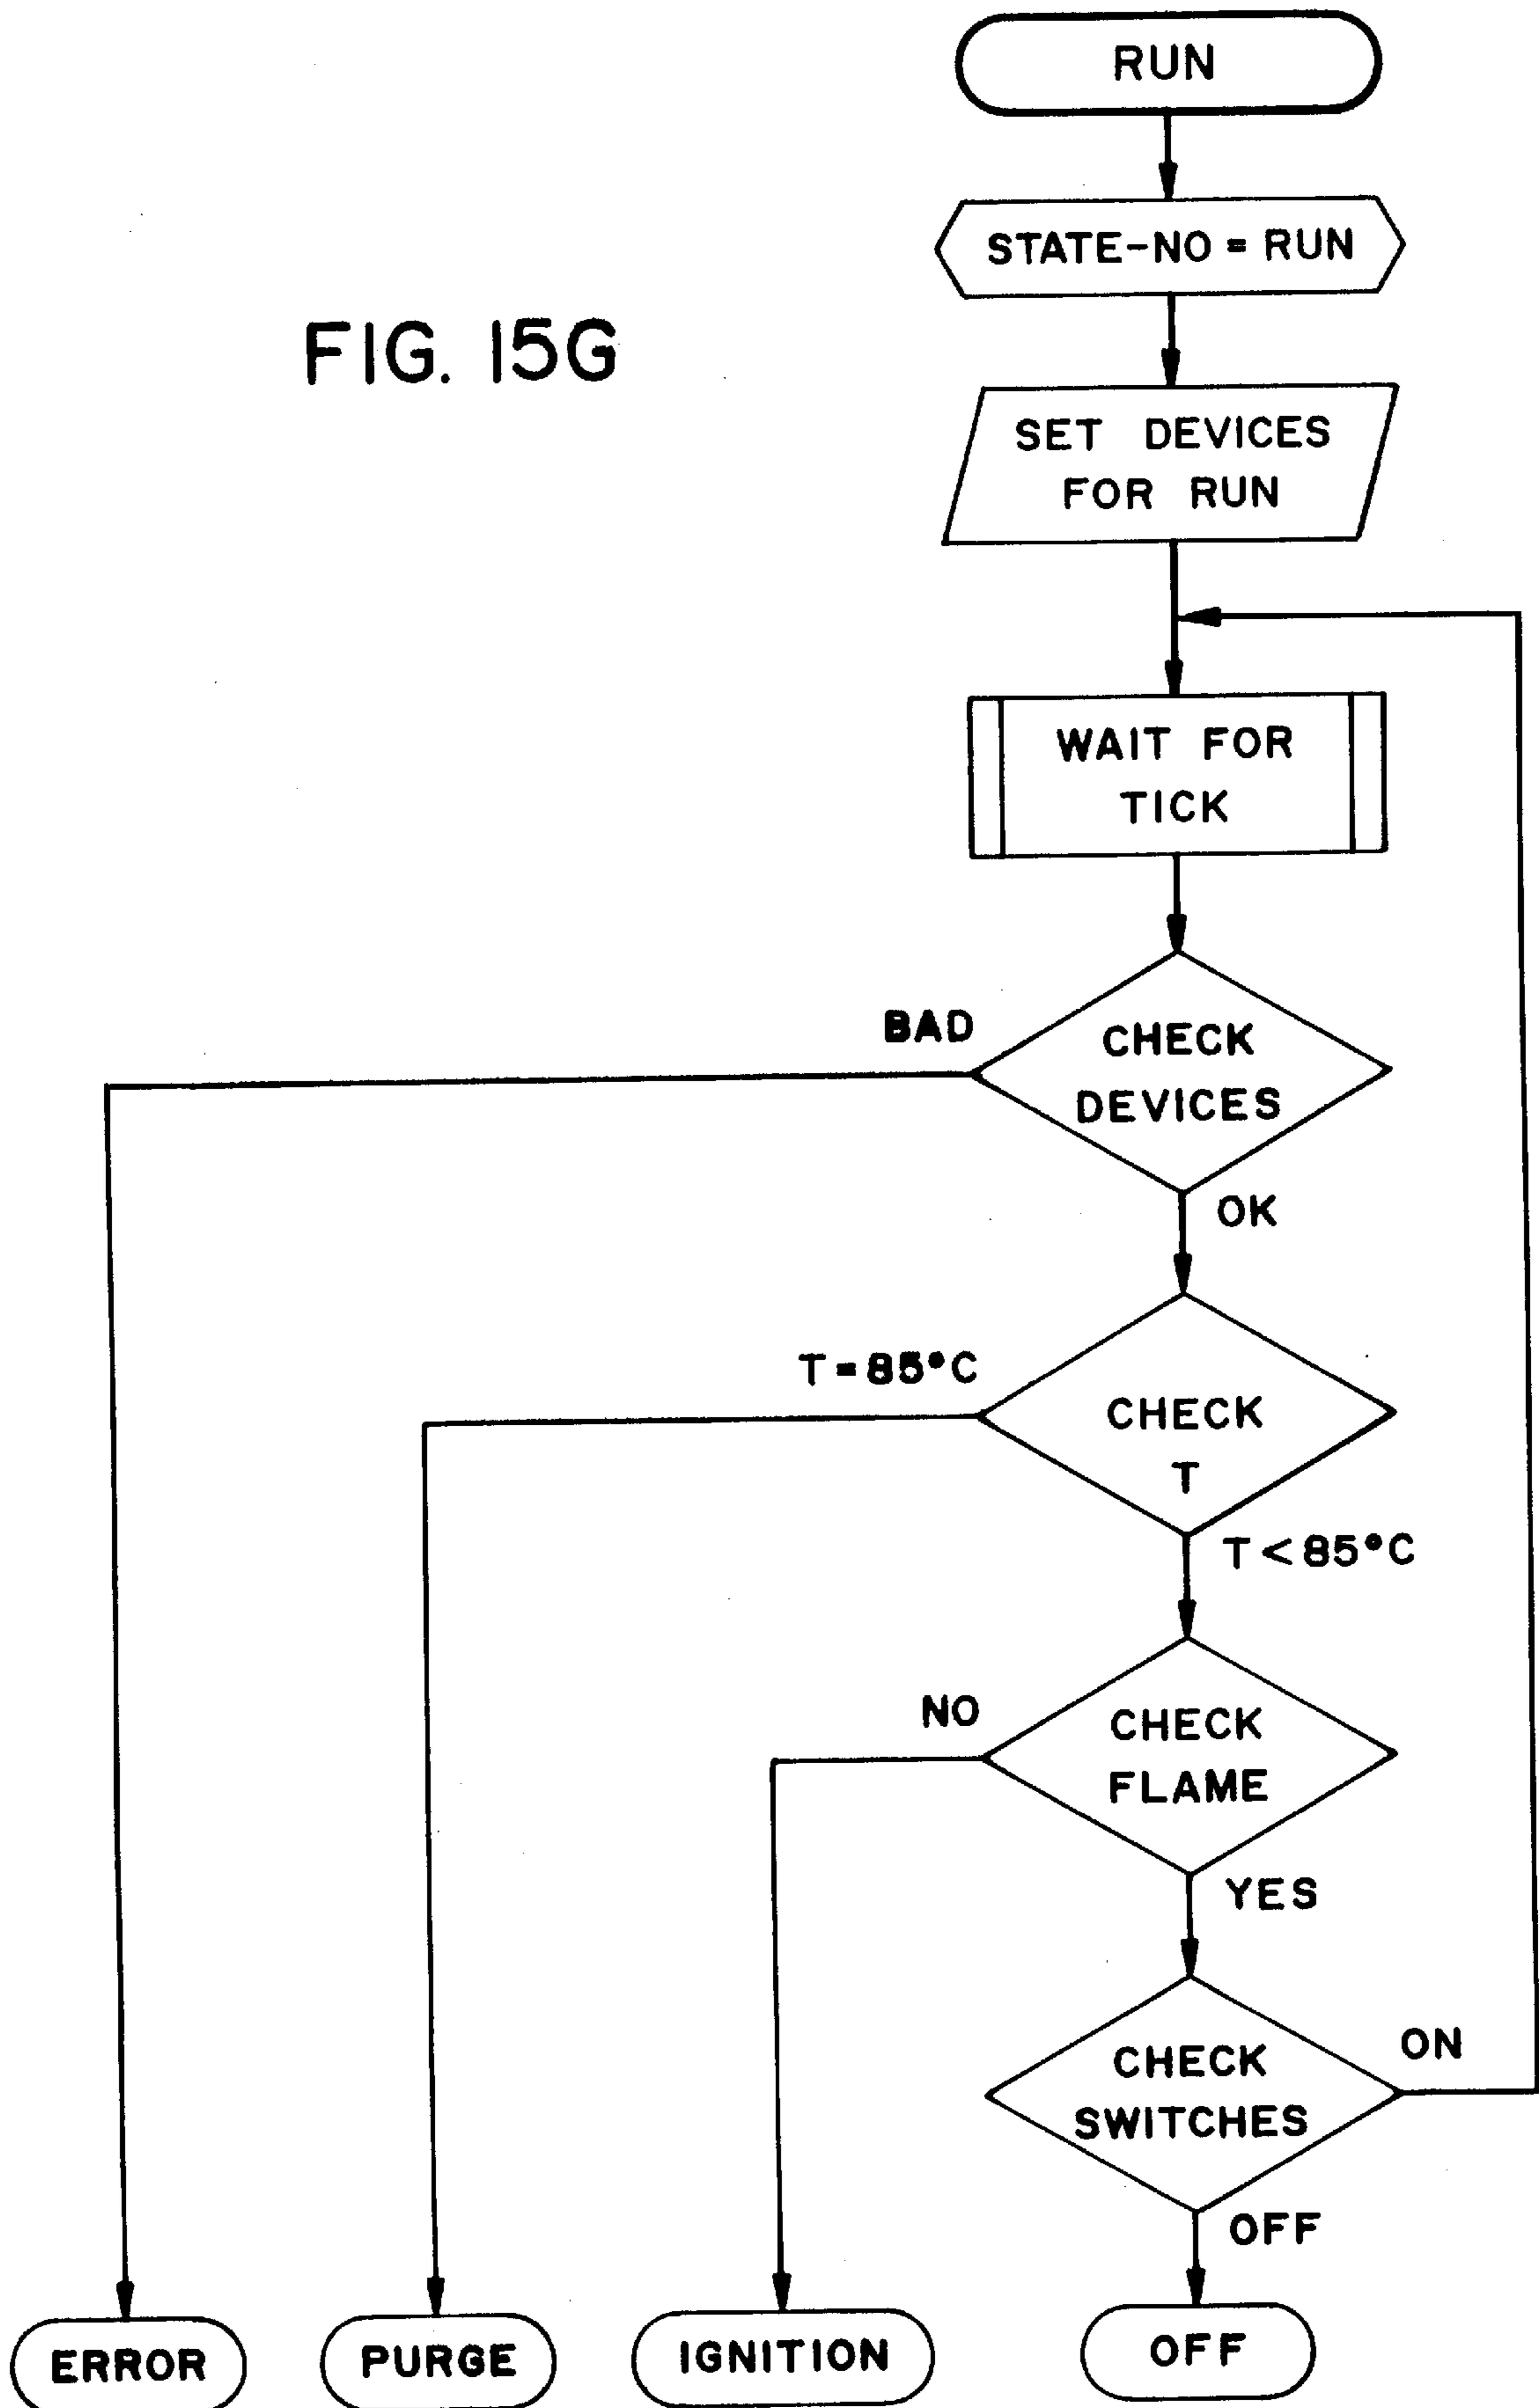 RUN
STATE-NO = RUN
FIG. 15G
SET DEVICES
FOR RUN
WAIT FOR
TICK
BAD
CHECK
DEVICES
OK
T=85°C
CHECK
T
T<85°C
NO
CHECK
FLAME
YES
CHECK
SWITCHES
ON
OFF
ERROR
PURGE
IGNITION
OFF